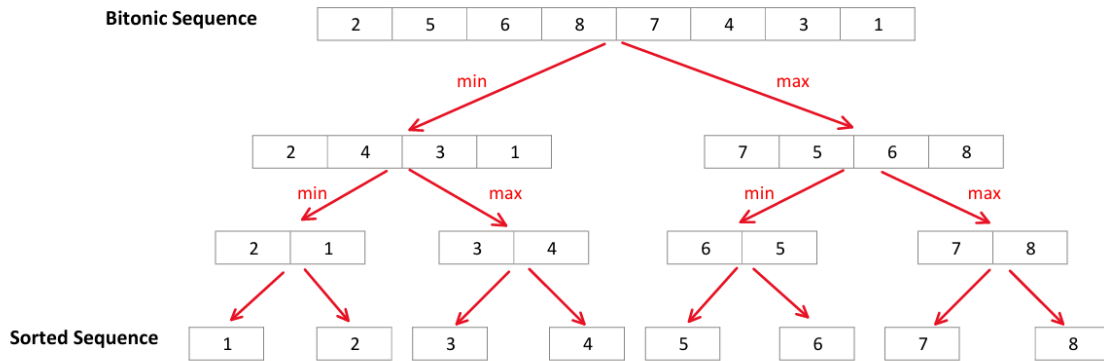 Bitonic Sequence 2 5 6 8 7 4 3 1
min max
2 4 3 1 7 5 6 8
min max min max
2 1 3 4 6 5 7 8
Sorted Sequence 1 2 3 4 5 6 7 8